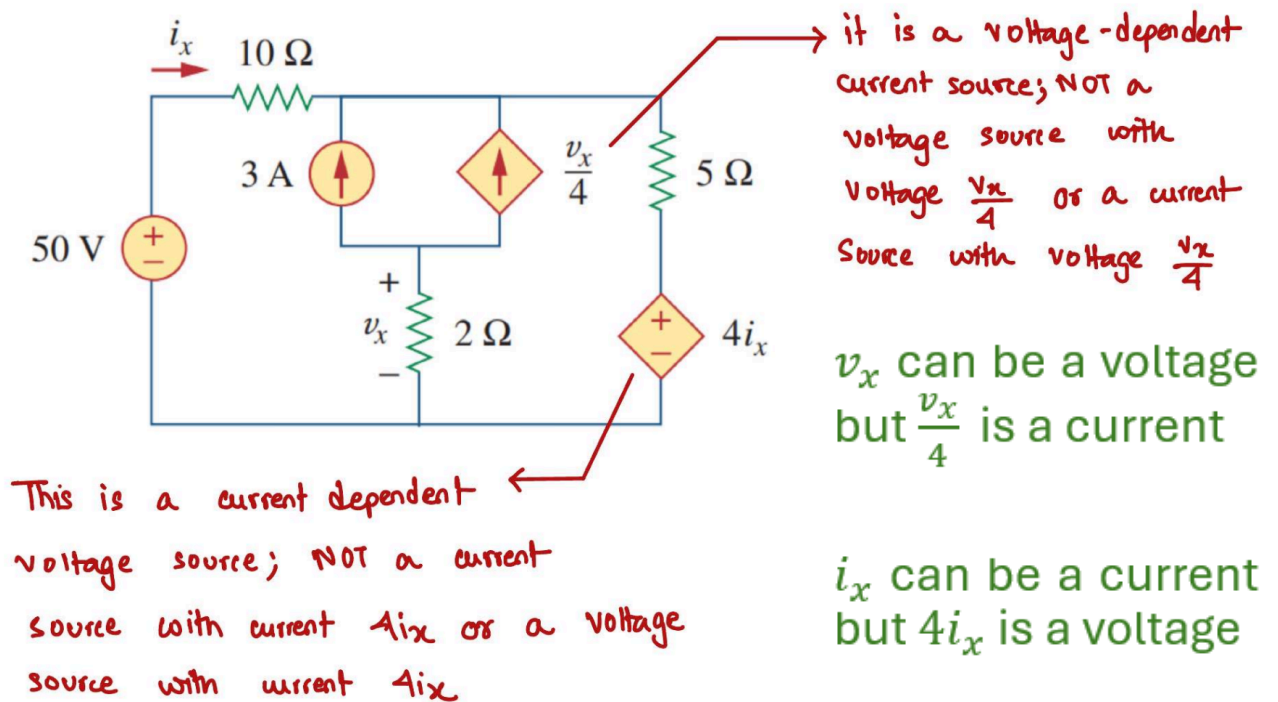 i_x
10 Ω
3 A
v_x/4
5 Ω
50 V
+
−
+
v_x
−
2 Ω
+
−
4i_x
it is a voltage-dependent
current source; NOT a
voltage source with
voltage v_x/4 or a current
source with voltage v_x/4
v_x can be a voltage
but v_x/4 is a current
This is a current dependent
voltage source; NOT a current
source with current 4ix or a voltage
source with current 4ix
i_x can be a current
but 4i_x is a voltage